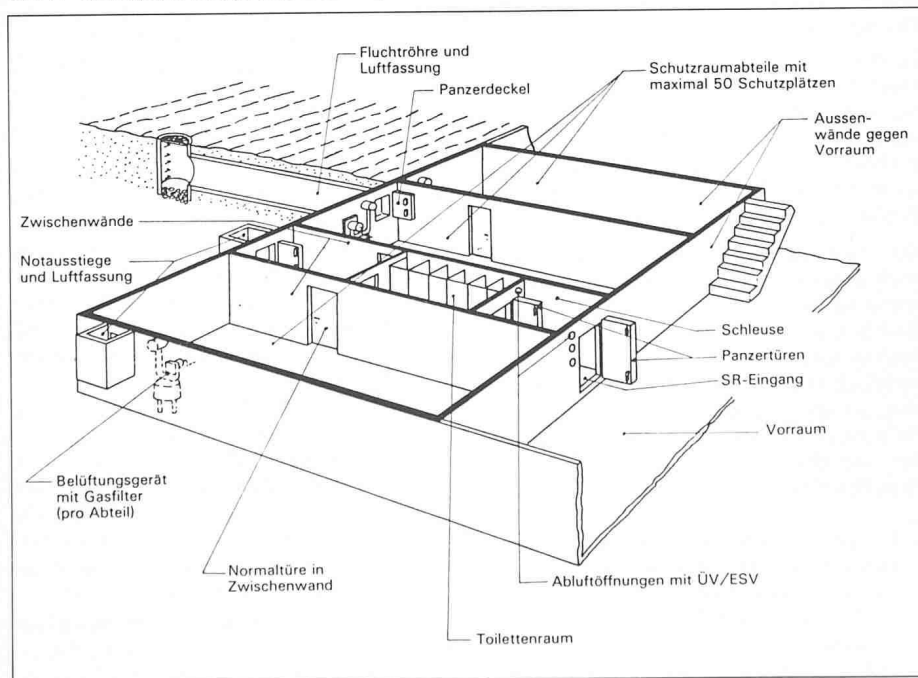 Fluchtröhre und
Luftfassung
Panzerdeckel
Schutzraumabteile mit
maximal 50 Schutzplätzen
Aussen-
wände gegen
Vorraum
Zwischenwände
Notausstiege
und Luftfassung
Schleuse
Panzertüren
SR-Eingang
Vorraum
Belüftungsgerät
mit Gasfilter
(pro Abteil)
Normaltüre in
Zwischenwand
Abluftöffnungen mit ÜV/ESV
Toilettenraum